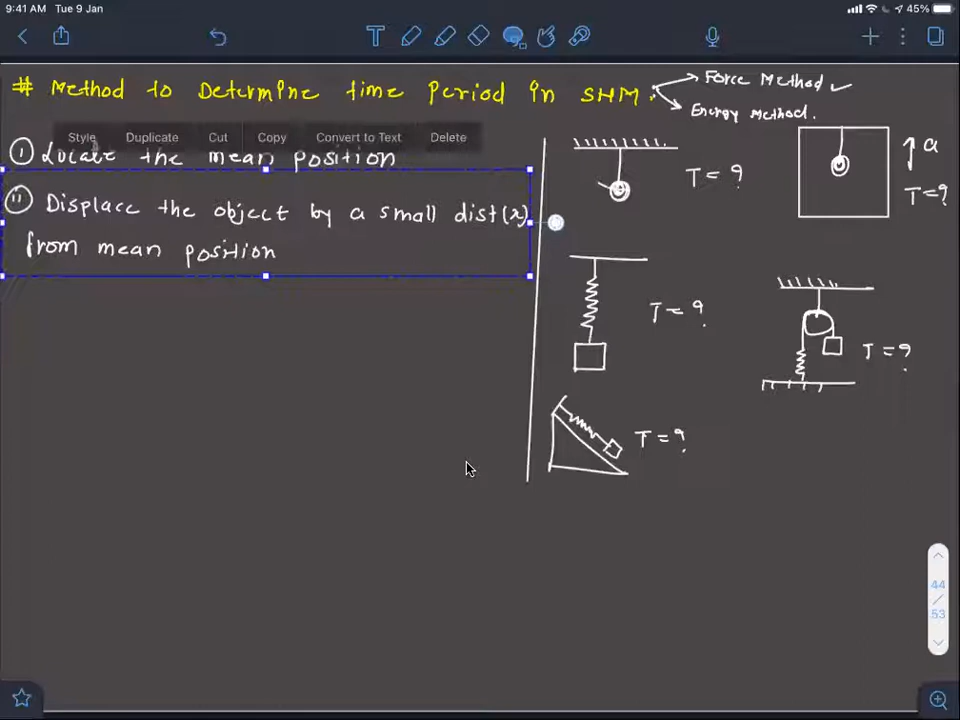 9:41 AM Tue 9 Jan
45%
# Method to Determine time Period in SHM.
Force Method
Energy Method.
Style Duplicate Cut Copy Convert to Text Delete
(I) Locate the mean position
(II) Displace the object by a small dist(x)
from mean position
T = ?
a
T = ?
T = ?
T = ?
T = ?
44
/
53